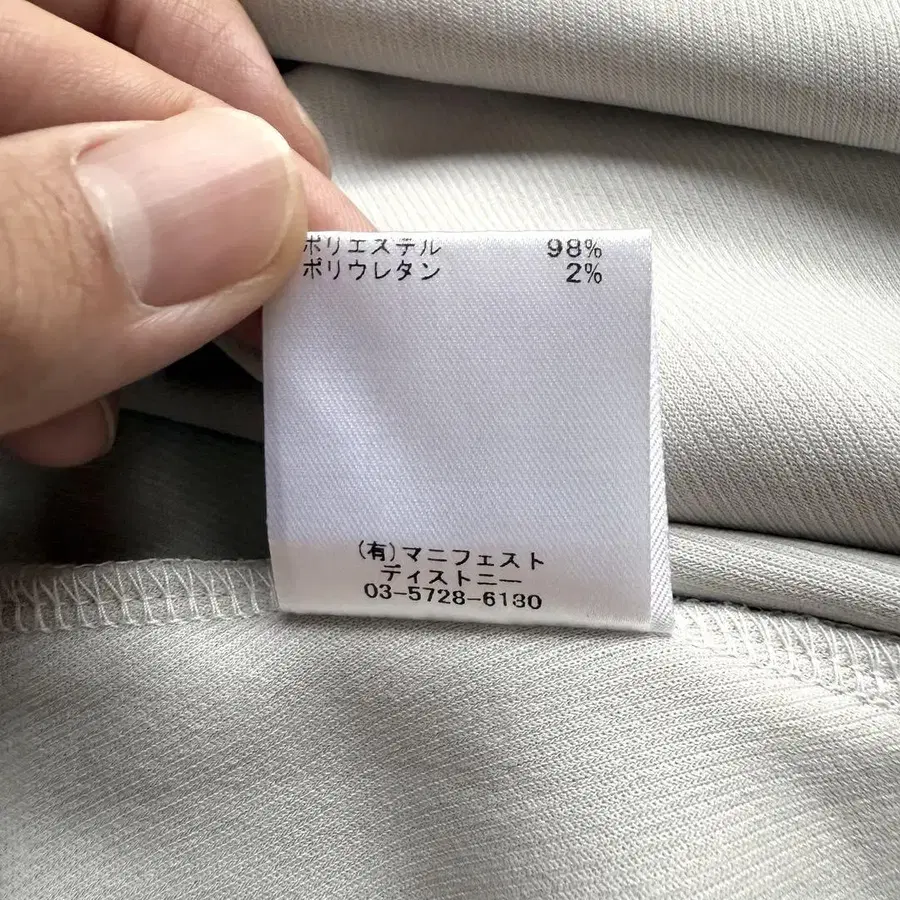 ポリエステル 98%
ポリウレタン 2%
(有)マニフェスト
ディストニー
03-5728-6130